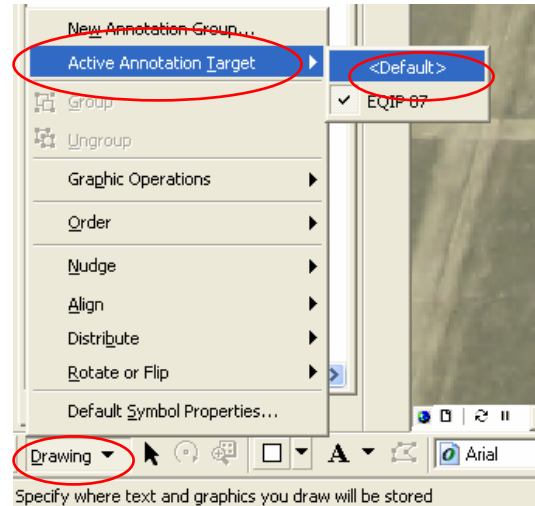 New Annotation Group...
Active Annotation Target
<Default>
EQIP 07
Group
Ungroup
Graphic Operations
Order
Nudge
Align
Distribute
Rotate or Flip
Default Symbol Properties...
Drawing
A
Arial
Specify where text and graphics you draw will be stored